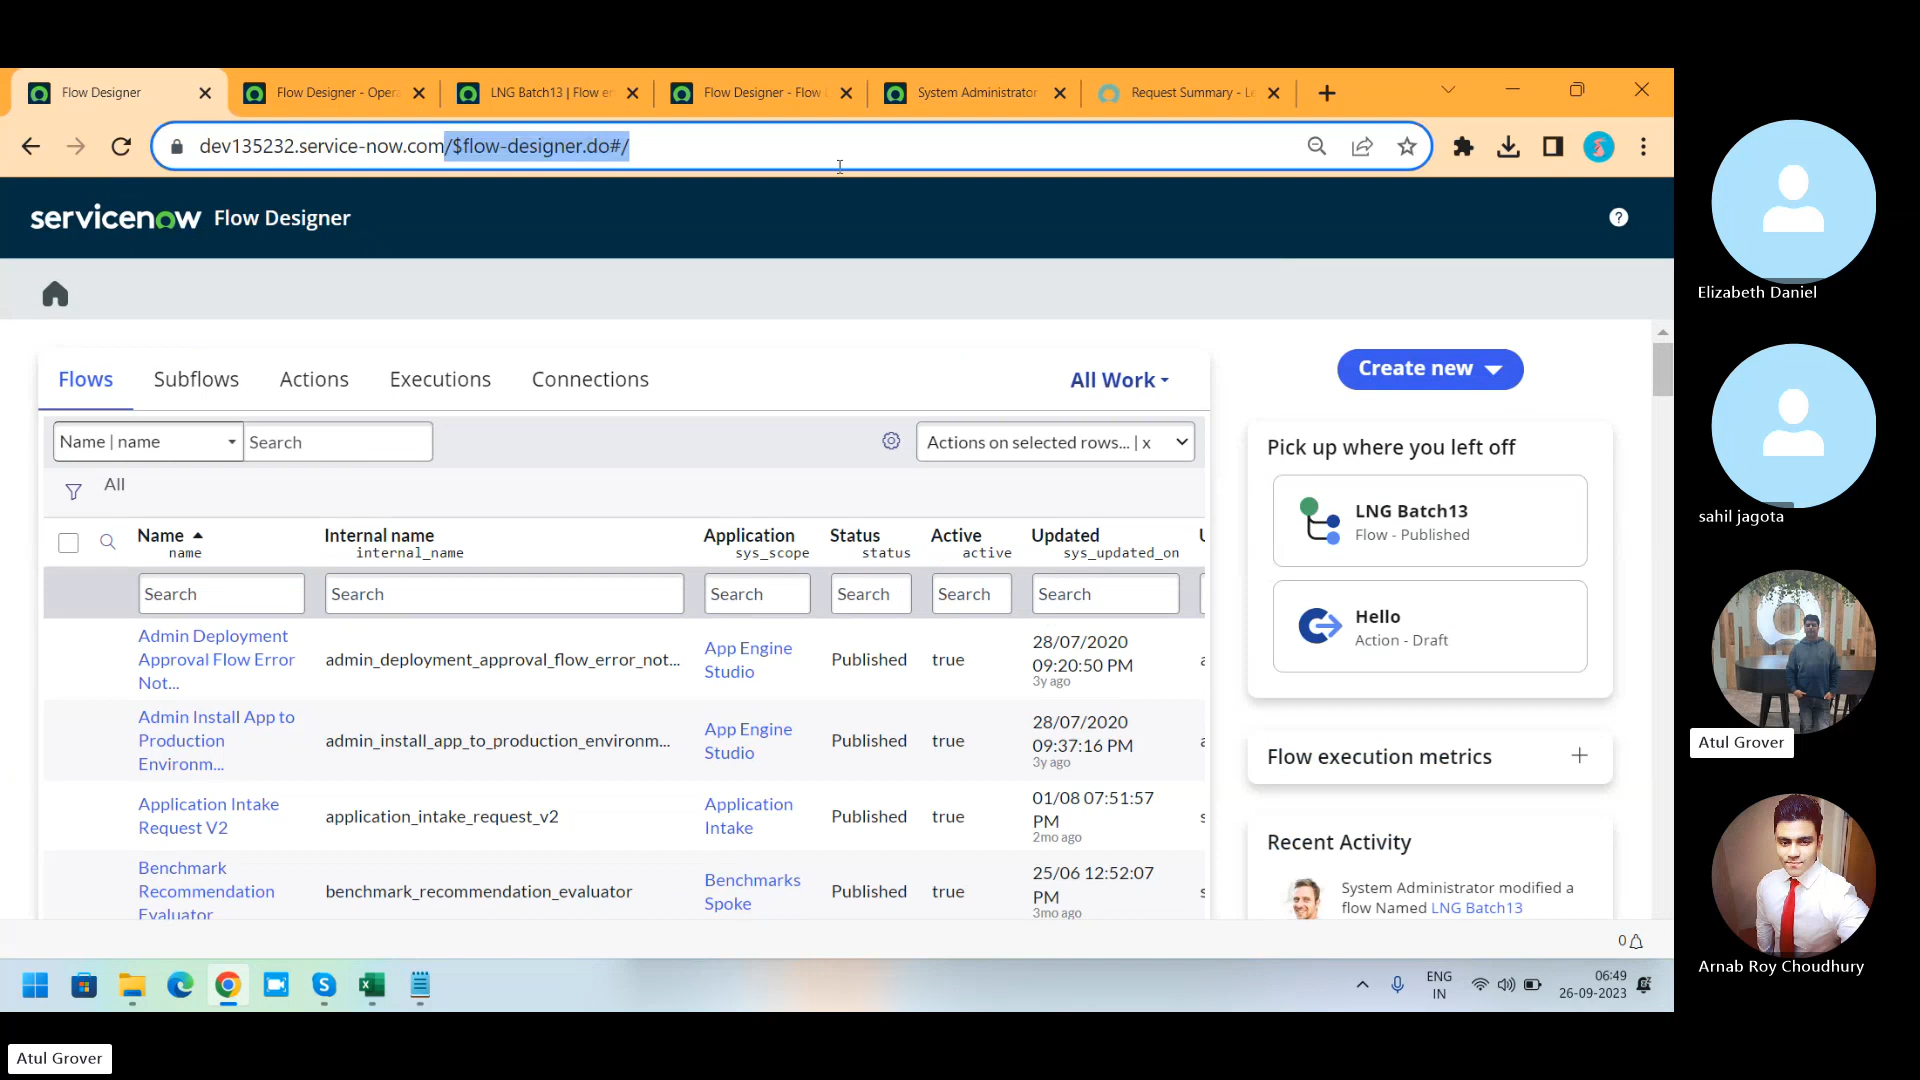 Flow Designer
Flow Designer - Opera
LNG Batch13 | Flow en
Flow Designer - Flow L
System Administrator
Request Summary - Le
dev135232.service-now.com/$flow-designer.do#/
servicenow Flow Designer
Flows
Subflows
Actions
Executions
Connections
All Work
Create new
Name | name
Search
Actions on selected rows... | x
All
Name
name
Internal name
internal_name
Application
sys_scope
Status
status
Active
active
Updated
sys_updated_on
U
Search
Search
Search
Search
Search
Search
Admin Deployment
Approval Flow Error
Not...
admin_deployment_approval_flow_error_not...
App Engine
Studio
Published
true
28/07/2020
09:20:50 PM
3y ago
a
Admin Install App to
Production
Environm...
admin_install_app_to_production_environm...
App Engine
Studio
Published
true
28/07/2020
09:37:16 PM
3y ago
a
Application Intake
Request V2
application_intake_request_v2
Application
Intake
Published
true
01/08 07:51:57
PM
2mo ago
s
Benchmark
Recommendation
Evaluator
benchmark_recommendation_evaluator
Benchmarks
Spoke
Published
true
25/06 12:52:07
PM
3mo ago
s
Pick up where you left off
LNG Batch13
Flow - Published
Hello
Action - Draft
Flow execution metrics
Recent Activity
System Administrator modified a
flow Named LNG Batch13
0
ENG
IN
06:49
26-09-2023
Elizabeth Daniel
sahil jagota
Atul Grover
Arnab Roy Choudhury
Atul Grover